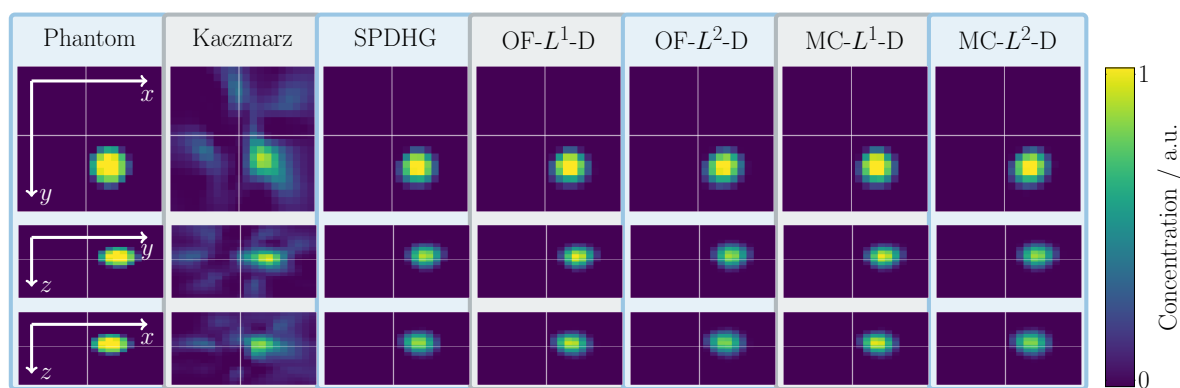 Phantom Kaczmarz SPDHG OF-L¹-D OF-L²-D MC-L¹-D MC-L²-D
x
y
1
Concentration / a.u.
0
y
z
x
z